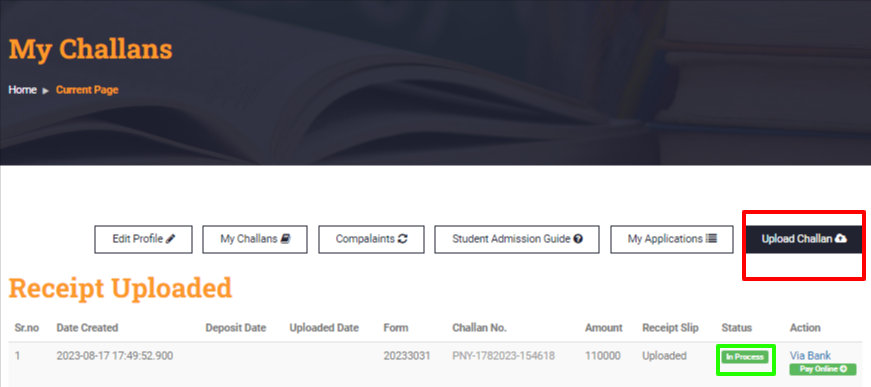 My Challans
Home ▸ Current Page
Edit Profile My Challans Compalaints Student Admission Guide My Applications Upload Challan
Receipt Uploaded
Sr.no Date Created Deposit Date Uploaded Date Form Challan No. Amount Receipt Slip Status Action
1 2023-08-17 17:49:52.900 20233031 PNY-1782023-154618 110000 Uploaded In Process Via Bank
Pay Online